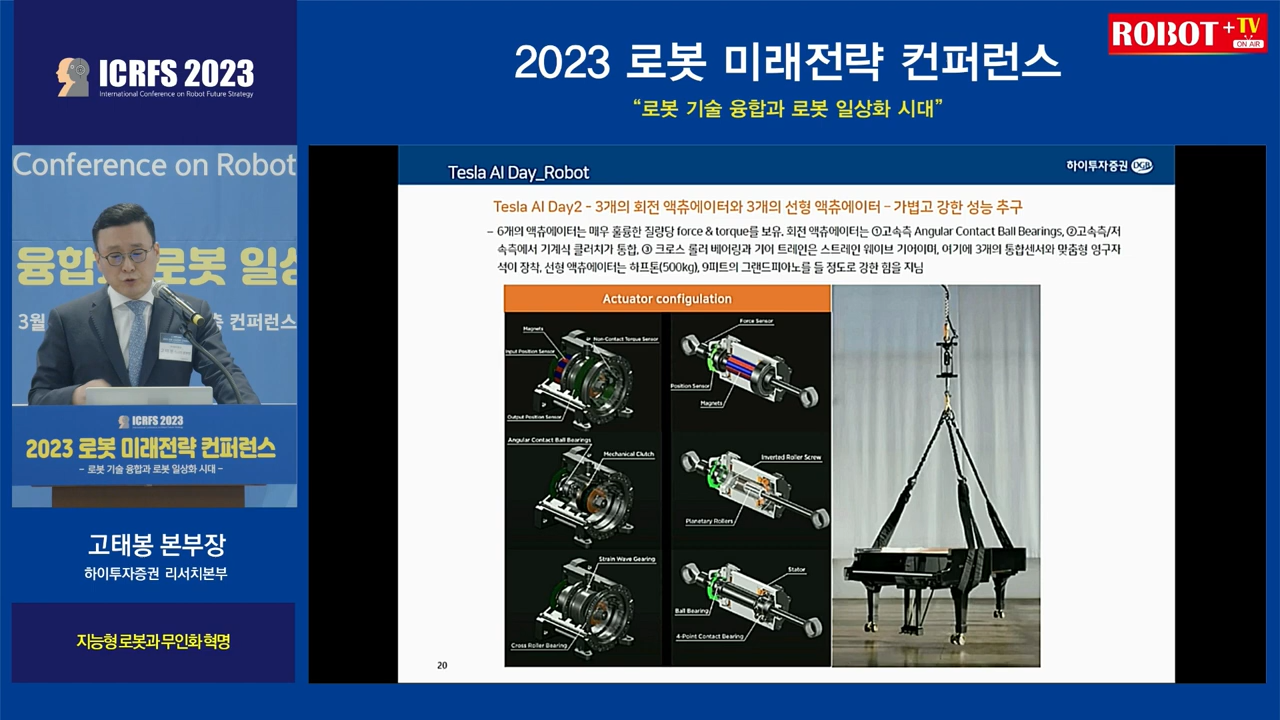 ICRFS 2023
International Conference on Robot Future Strategy
2023 로봇 미래전략 컨퍼런스
“로봇 기술 융합과 로봇 일상화 시대”
ROBOT+TV
ON AIR
Conference on Robot
융합 로봇 일상
3월 컨퍼런스
ICRFS 2023
2023 로봇 미래전략 컨퍼런스
- 로봇 기술 융합과 로봇 일상화 시대 -
고태봉 본부장
하이투자증권 리서치본부
지능형 로봇과 무인화 혁명
Tesla AI Day_Robot
하이투자증권 DGB
Tesla AI Day2 - 3개의 회전 액츄에이터와 3개의 선형 액츄에이터 – 가볍고 강한 성능 추구
– 6개의 액츄에이터는 매우 훌륭한 질량당 force & torque를 보유. 회전 액츄에이터는 ①고속측 Angular Contact Ball Bearings, ②고속측/저
속측에서 기계식 클러치가 통합, ③ 크로스 롤러 베어링과 기어 트레인은 스트레인 웨이브 기어이며, 이기에 3개의 통합센서와 맞춤형 영구자
석이 장착, 선형 액츄에이터는 하프톤(500kg), 9피트의 그랜드피아노를 들 정도로 강한 힘을 지님
Actuator configulation
Magnets
Non-Contact Torque Sensor
Input Position Sensor
Output Position Sensor
Force Sensor
Position Sensor
Magnets
Angular Contact Ball Bearings
Mechanical Clutch
Inverted Roller Screw
Planetary Rollers
Strain Wave Gearing
Cross Roller Bearing
Stator
Ball Bearing
4-Point Contact Bearing
20